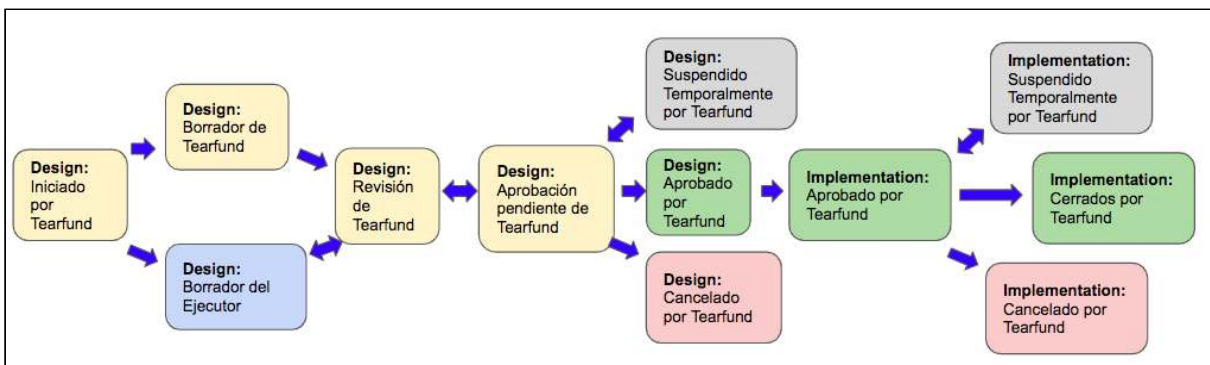 Design:
Iniciado
por
Tearfund
Design:
Borrador de
Tearfund
Design:
Borrador del
Ejecutor
Design:
Revisión
de
Tearfund
Design:
Aprobación
pendiente de
Tearfund
Design:
Suspendido
Temporalmente
por Tearfund
Design:
Aprobado
por
Tearfund
Design:
Cancelado
por Tearfund
Implementation:
Aprobado por
Tearfund
Implementation:
Suspendido
Temporalmente
por Tearfund
Implementation:
Cerrados por
Tearfund
Implementation:
Cancelado por
Tearfund